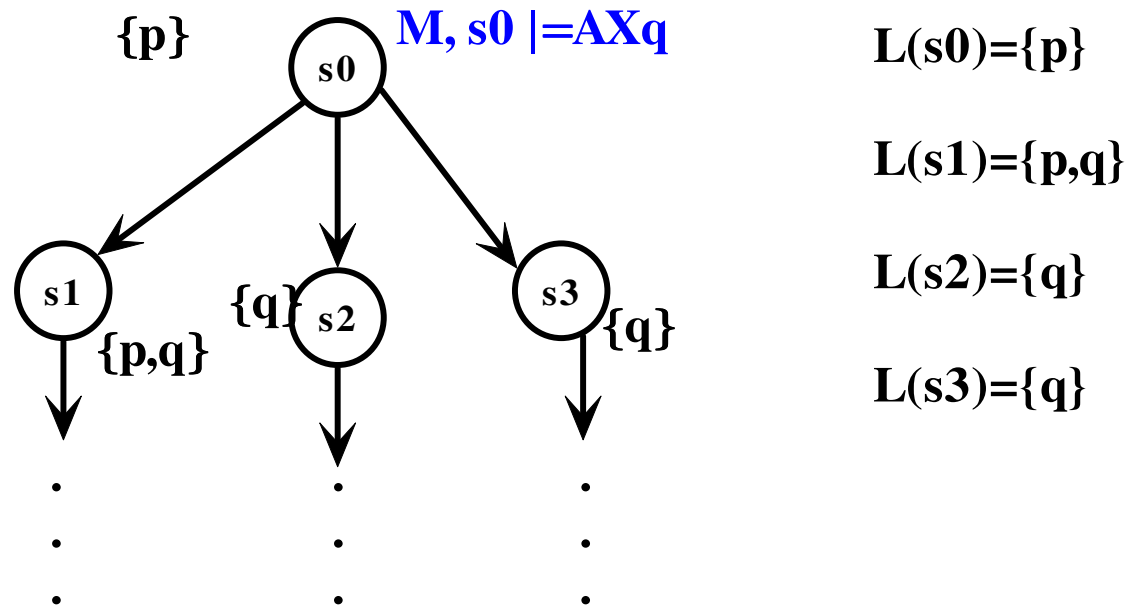 {p}
M, s0 |=AXq
s0
L(s0)={p}
L(s1)={p,q}
s1
{q}
s2
s3
{q}
{p,q}
L(s2)={q}
L(s3)={q}